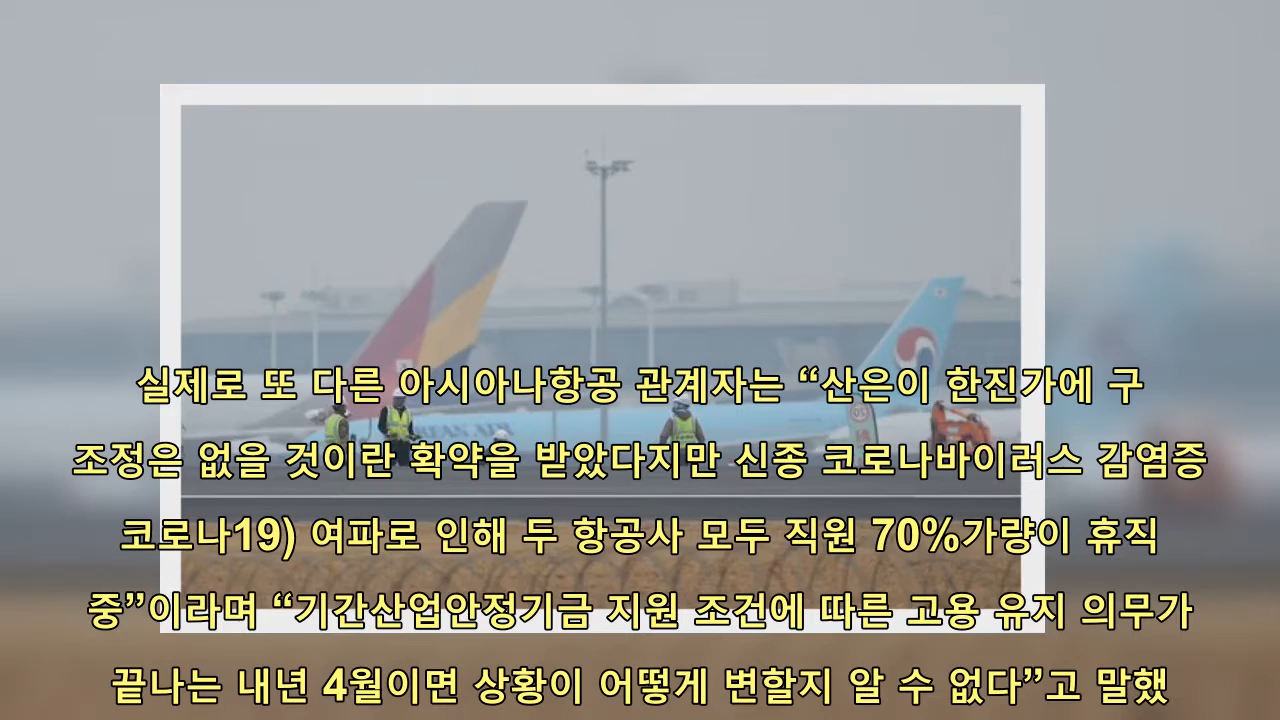 실제로 또 다른 아시아나항공 관계자는 “산은이 한진가에 구
조정은 없을 것이란 확약을 받았다지만 신종 코로나바이러스 감염증
코로나19) 여파로 인해 두 항공사 모두 직원 70%가량이 휴직
중”이라며 “기간산업안정기금 지원 조건에 따른 고용 유지 의무가
끝나는 내년 4월이면 상황이 어떻게 변할지 알 수 없다”고 말했